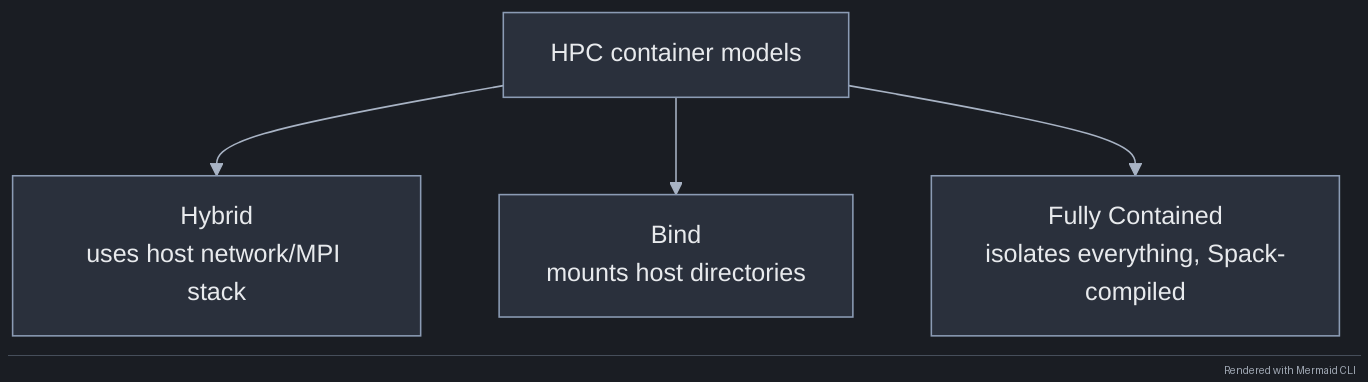 HPC container models
Hybrid
uses host network/MPI
stack
Bind
mounts host directories
Fully Contained
isolates everything, Spack-
compiled
Rendered with Mermaid CLI